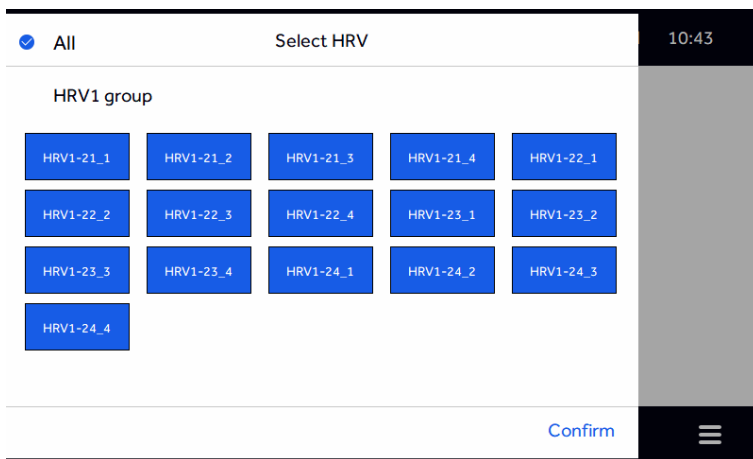 All Select HRV 10:43
HRV1 group
HRV1-21_1 HRV1-21_2 HRV1-21_3 HRV1-21_4 HRV1-22_1
HRV1-22_2 HRV1-22_3 HRV1-22_4 HRV1-23_1 HRV1-23_2
HRV1-23_3 HRV1-23_4 HRV1-24_1 HRV1-24_2 HRV1-24_3
HRV1-24_4
Confirm